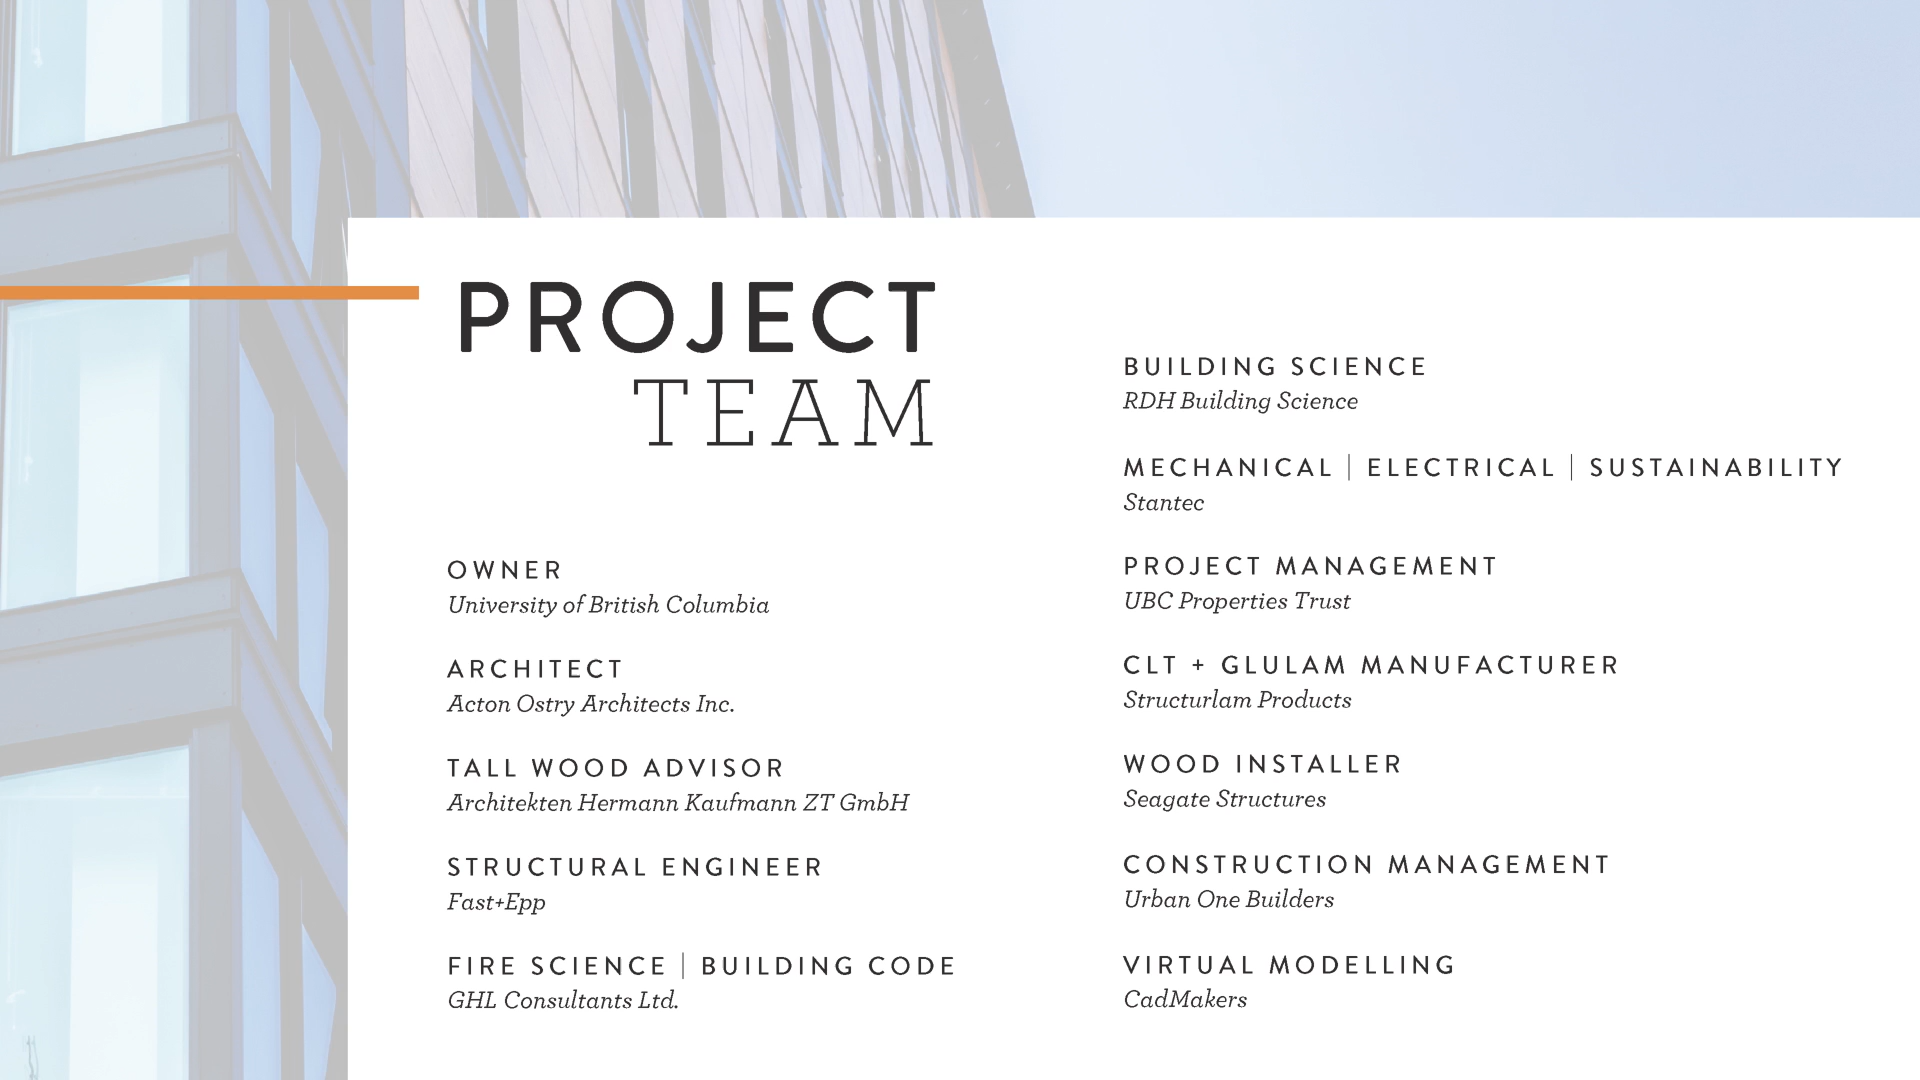 PROJECT
TEAM
OWNER
University of British Columbia
ARCHITECT
Acton Ostry Architects Inc.
TALL WOOD ADVISOR
Architekten Hermann Kaufmann ZT GmbH
STRUCTURAL ENGINEER
Fast+Epp
FIRE SCIENCE | BUILDING CODE
GHL Consultants Ltd.
BUILDING SCIENCE
RDH Building Science
MECHANICAL | ELECTRICAL | SUSTAINABILITY
Stantec
PROJECT MANAGEMENT
UBC Properties Trust
CLT + GLULAM MANUFACTURER
Structurlam Products
WOOD INSTALLER
Seagate Structures
CONSTRUCTION MANAGEMENT
Urban One Builders
VIRTUAL MODELLING
CadMakers